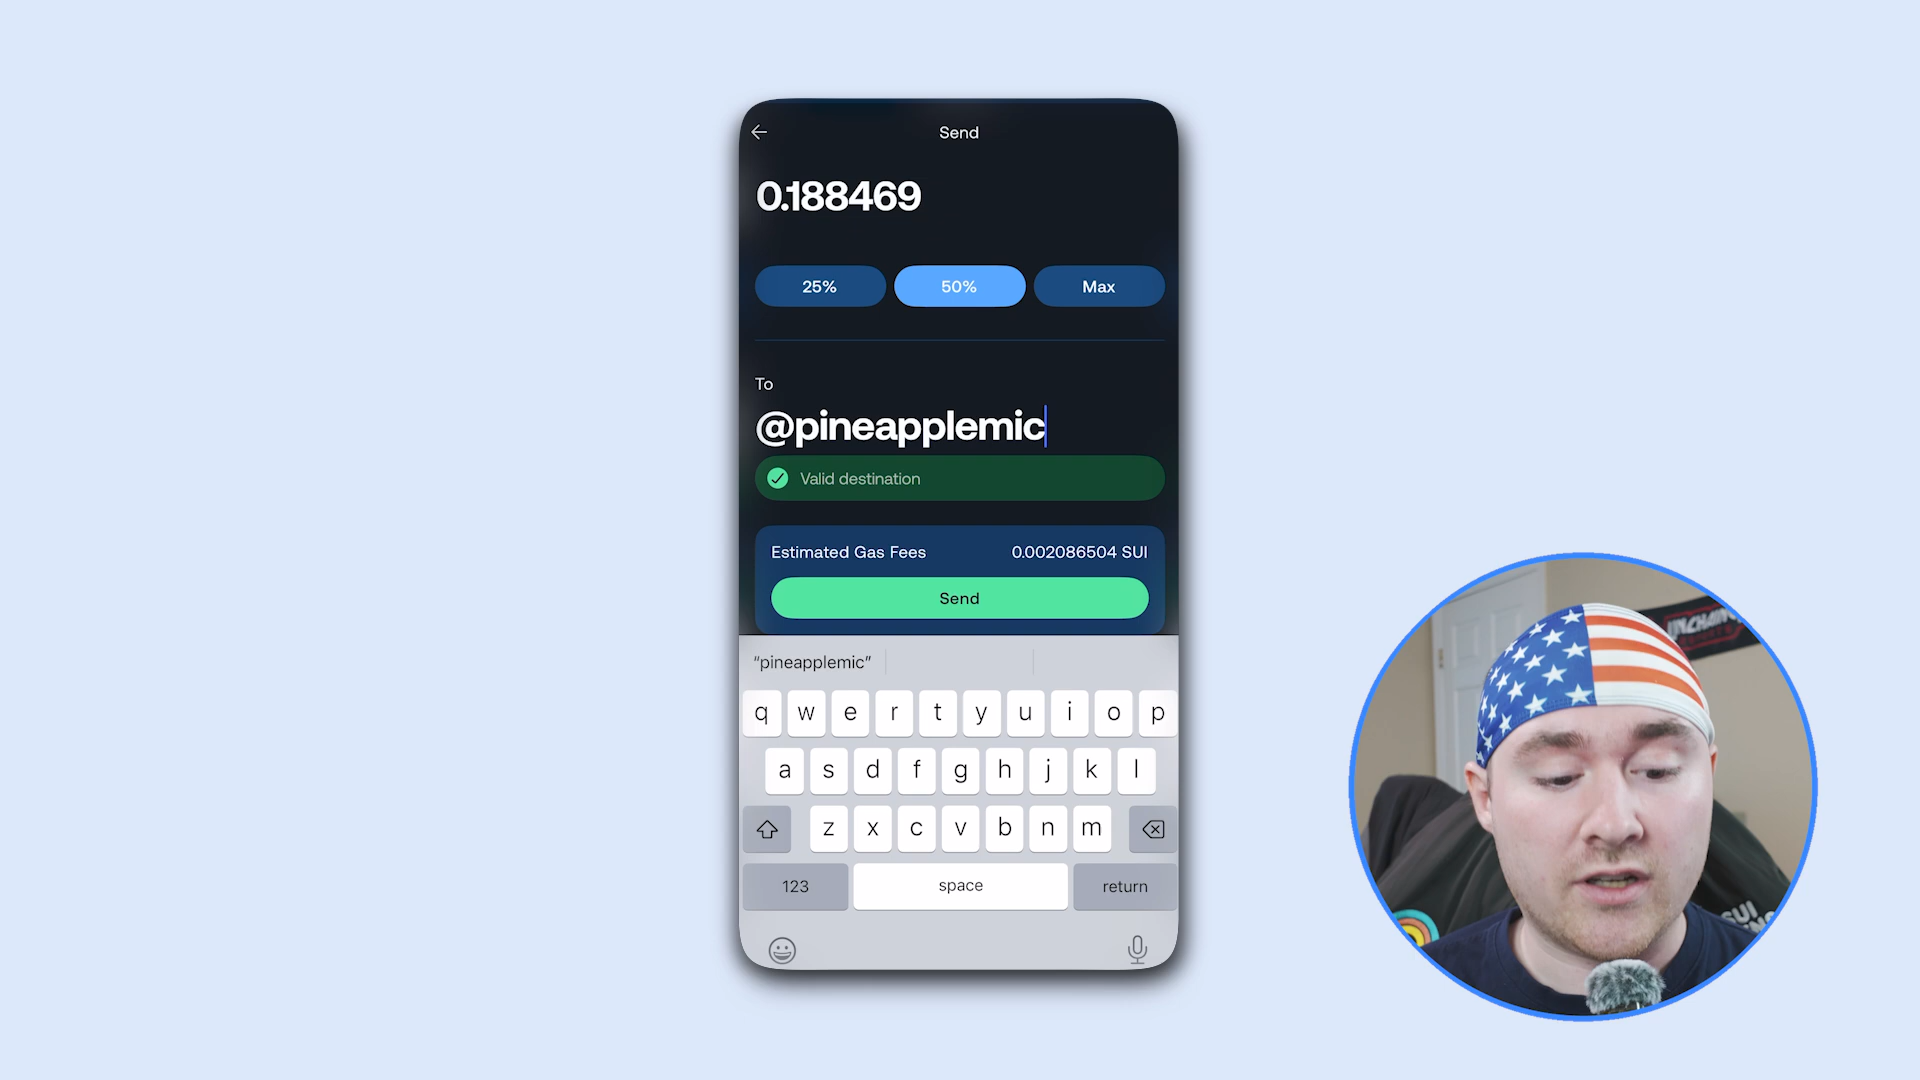 Send
0.188469
25% 50% Max
To
@pineapplemic
Valid destination
Estimated Gas Fees 0.002086504 SUI
Send
"pineapplemic"
q w e r t y u i o p
a s d f g h j k l
z x c v b n m
123 space return
SUI